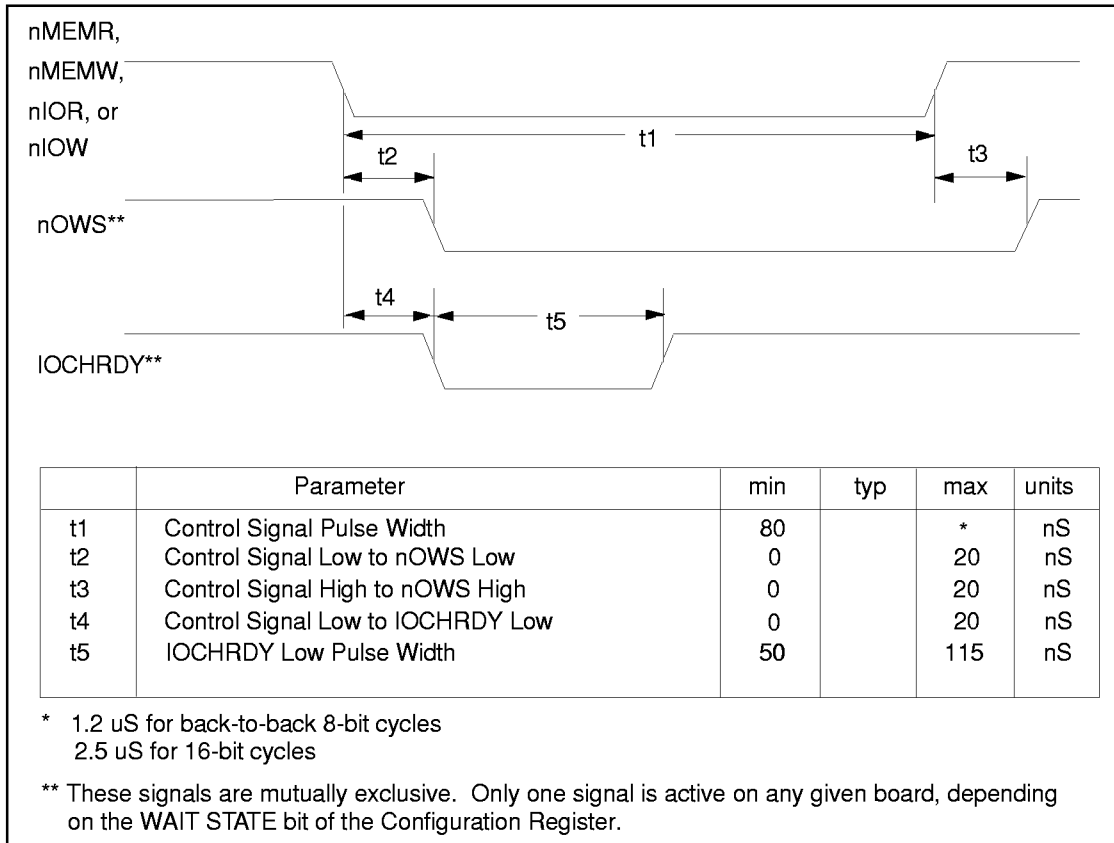 nMEMR,
nMEMW,
nIOR, or
nIOW
t1
t2
t3
nOWS**
t4
t5
IOCHRDY**
Parameter min typ max units
t1 Control Signal Pulse Width 80 * nS
t2 Control Signal Low to nOWS Low 0 20 nS
t3 Control Signal High to nOWS High 0 20 nS
t4 Control Signal Low to IOCHRDY Low 0 20 nS
t5 IOCHRDY Low Pulse Width 50 115 nS
* 1.2 uS for back-to-back 8-bit cycles
2.5 uS for 16-bit cycles
** These signals are mutually exclusive. Only one signal is active on any given board, depending
on the WAIT STATE bit of the Configuration Register.